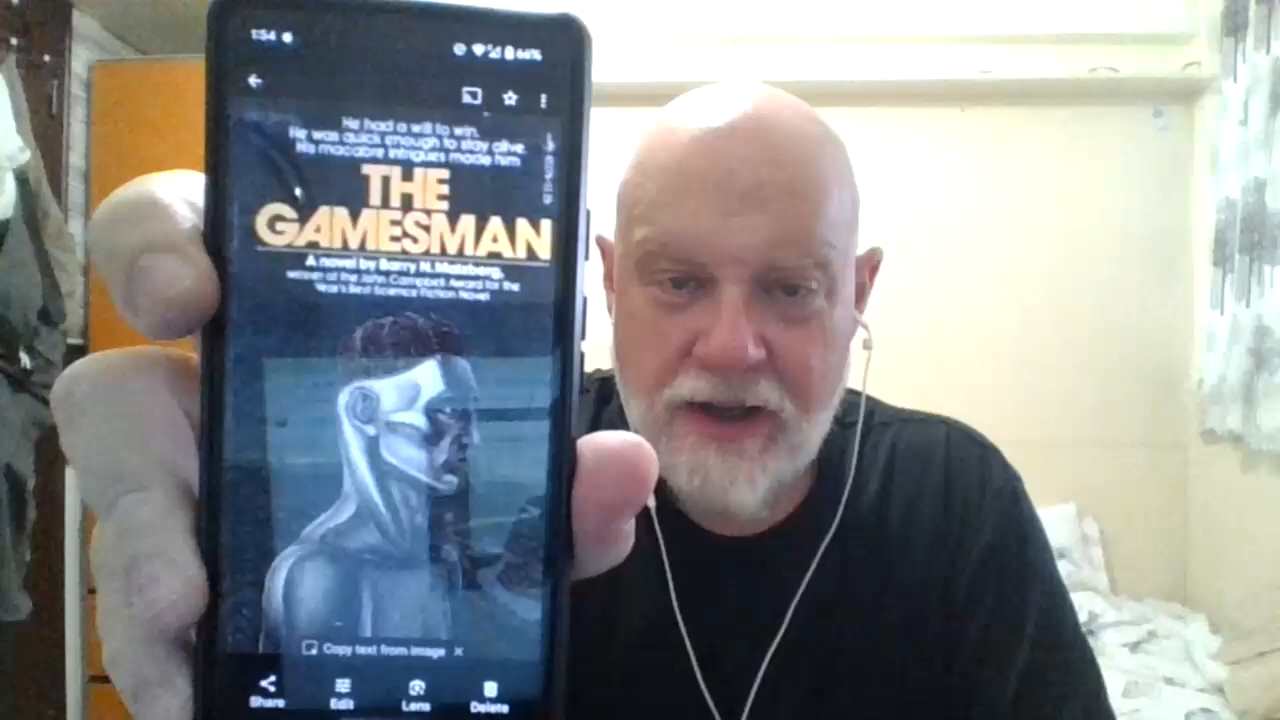 1:54
66%
He had a will to win.
He was quick enough to stay alive.
His macabre intrigues made him
THE
GAMESMAN
A novel by Barry N. Malzberg,
winner of the John Campbell Award for the
Year's Best Science Fiction Novel
Copy text from image
Share Edit Lens Delete